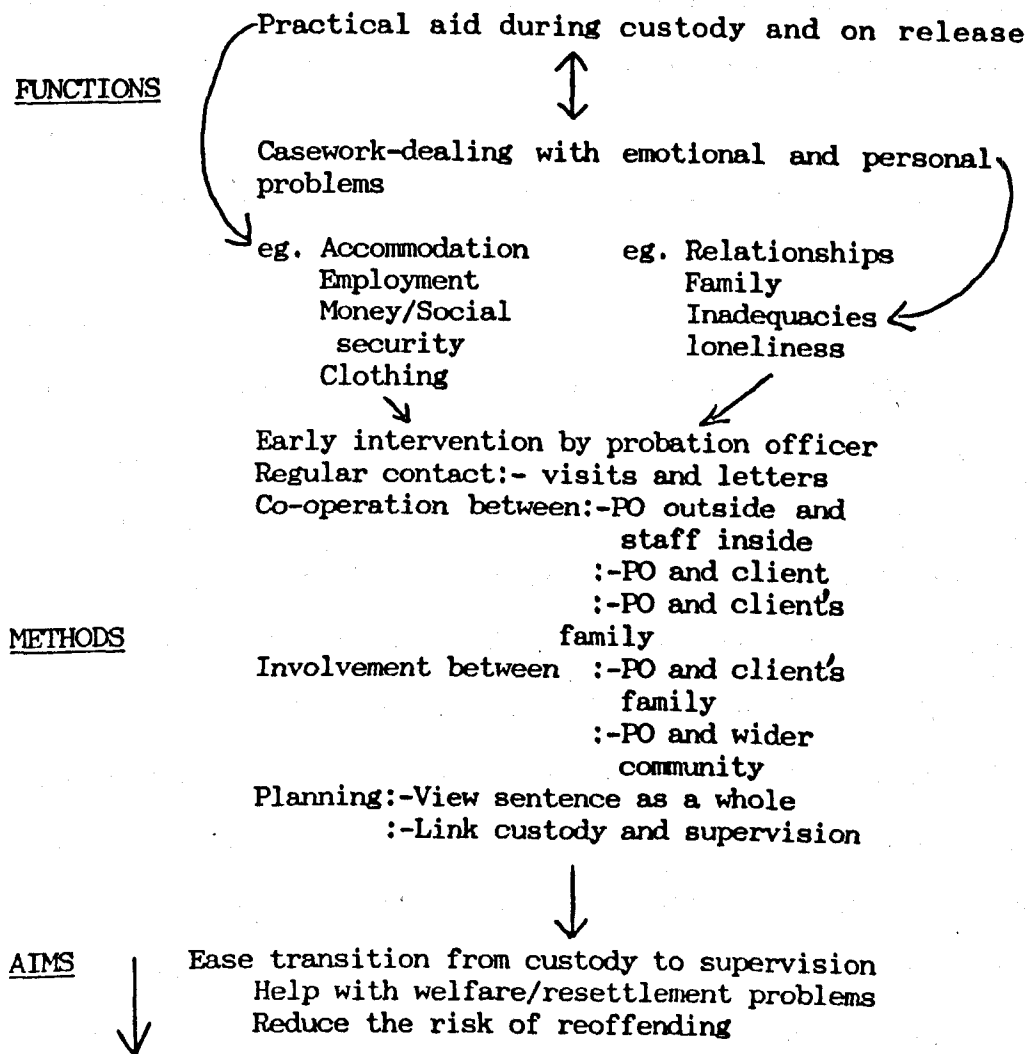 Practical aid during custody and on release
FUNCTIONS
Casework-dealing with emotional and personal
problems
eg. Accommodation
Employment
Money/Social
security
Clothing
eg. Relationships
Family
Inadequacies
loneliness
Early intervention by probation officer
Regular contact:- visits and letters
Co-operation between:-PO outside and
staff inside
:-PO and client
:-PO and client's
METHODS
family
Involvement between :-PO and client's
family
:-PO and wider
community
Planning:-View sentence as a whole
:-Link custody and supervision
AIMS
Ease transition from custody to supervision
Help with welfare/resettlement problems
Reduce the risk of reoffending